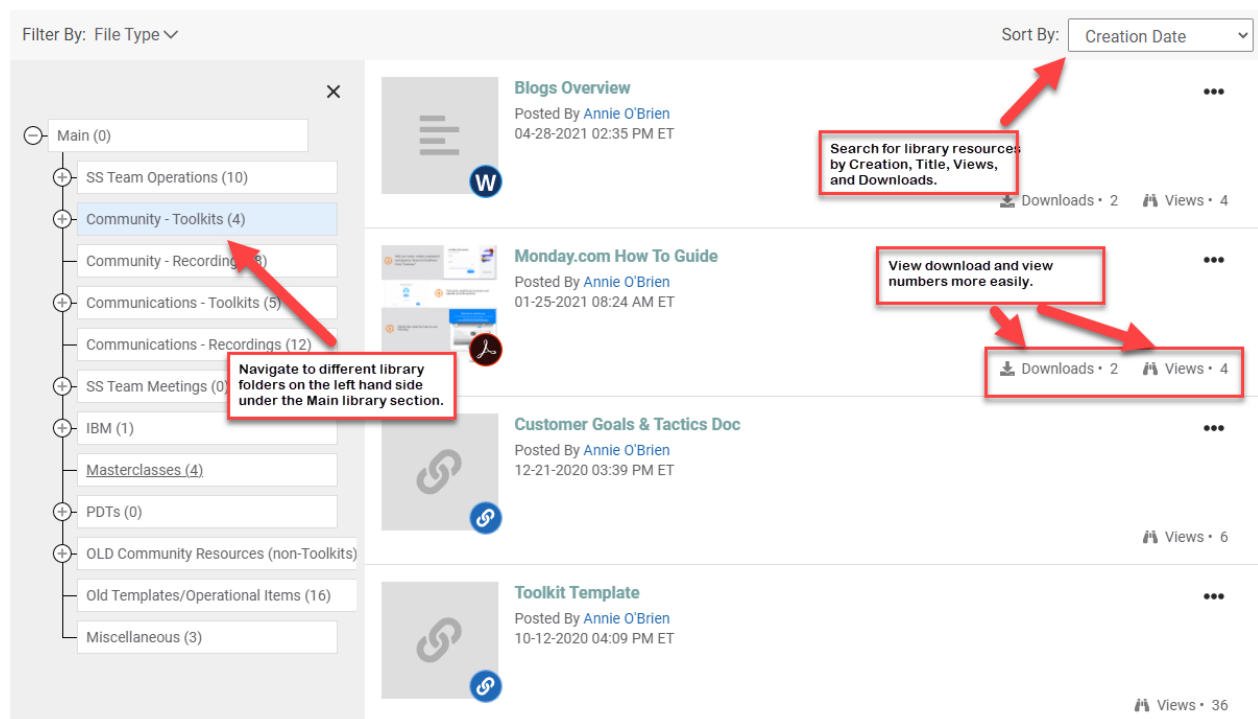 Filter By: File Type
Sort By: Creation Date
Main (0)
SS Team Operations (10)
Community - Toolkits (4)
Community - Recording 8)
Communications - Toolkits (5)
Communications - Recordings (12)
SS Team Meetings (0)
IBM (1)
Masterclasses (4)
PDTs (0)
OLD Community Resources (non-Toolkits)
Old Templates/Operational Items (16)
Miscellaneous (3)
Navigate to different library
folders on the left hand side
under the Main library section.
Blogs Overview
Posted By Annie O'Brien
04-28-2021 02:35 PM ET
W
Search for library resources
by Creation, Title, Views,
and Downloads.
Downloads • 2 Views • 4
Monday.com How To Guide
Posted By Annie O'Brien
01-25-2021 08:24 AM ET
View download and view
numbers more easily.
Downloads • 2 Views • 4
Customer Goals & Tactics Doc
Posted By Annie O'Brien
12-21-2020 03:39 PM ET
Views • 6
Toolkit Template
Posted By Annie O'Brien
10-12-2020 04:09 PM ET
Views • 36